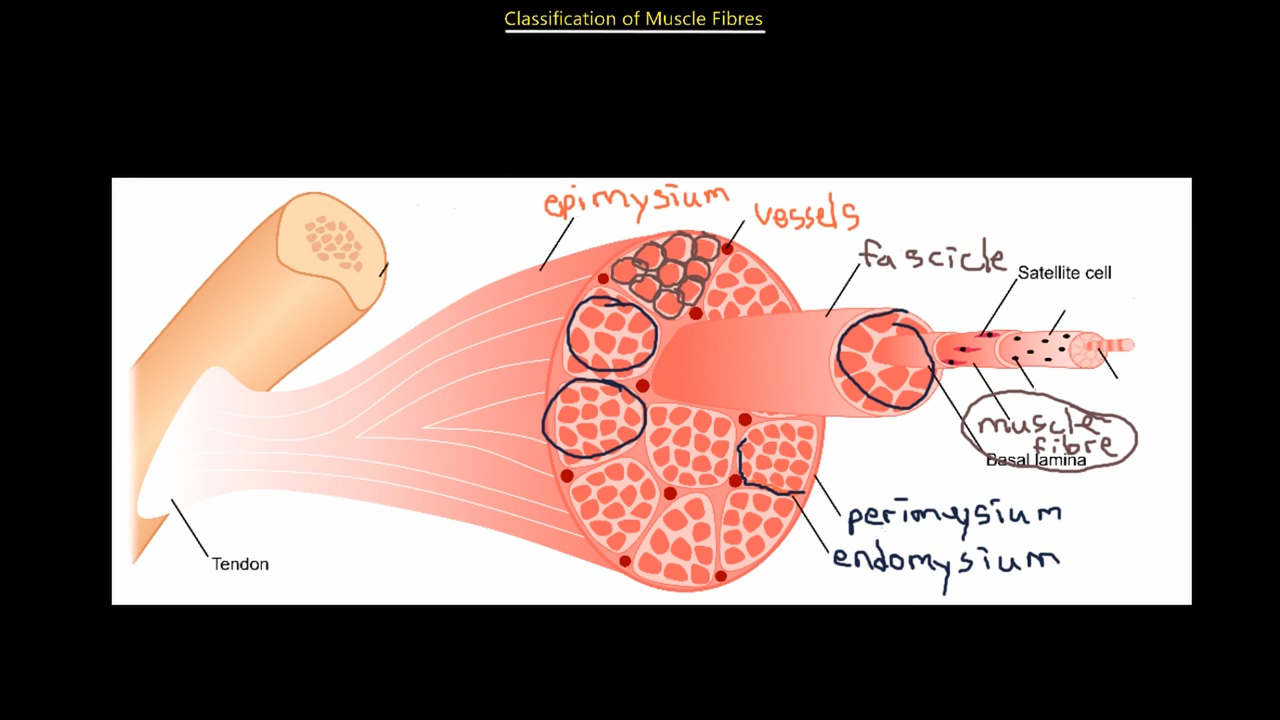 Classification of Muscle Fibres
epimysium
vessels
fascicle
Satellite cell
muscle
fibre
Basal lamina
perimysium
endomysium
Tendon